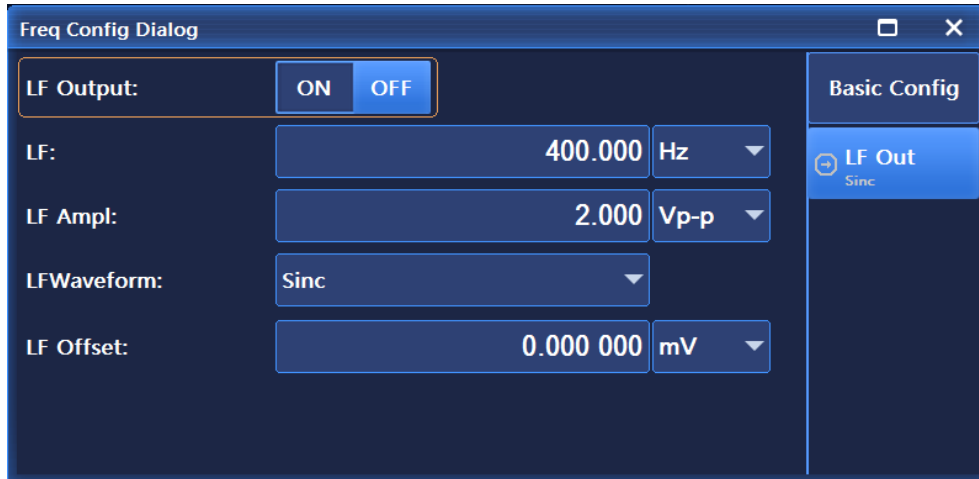 Freq Config Dialog
LF Output: ON OFF
LF: 400.000 Hz
LF Ampl: 2.000 Vp-p
LFWaveform: Sinc
LF Offset: 0.000 000 mV
Basic Config
LF Out
Sinc